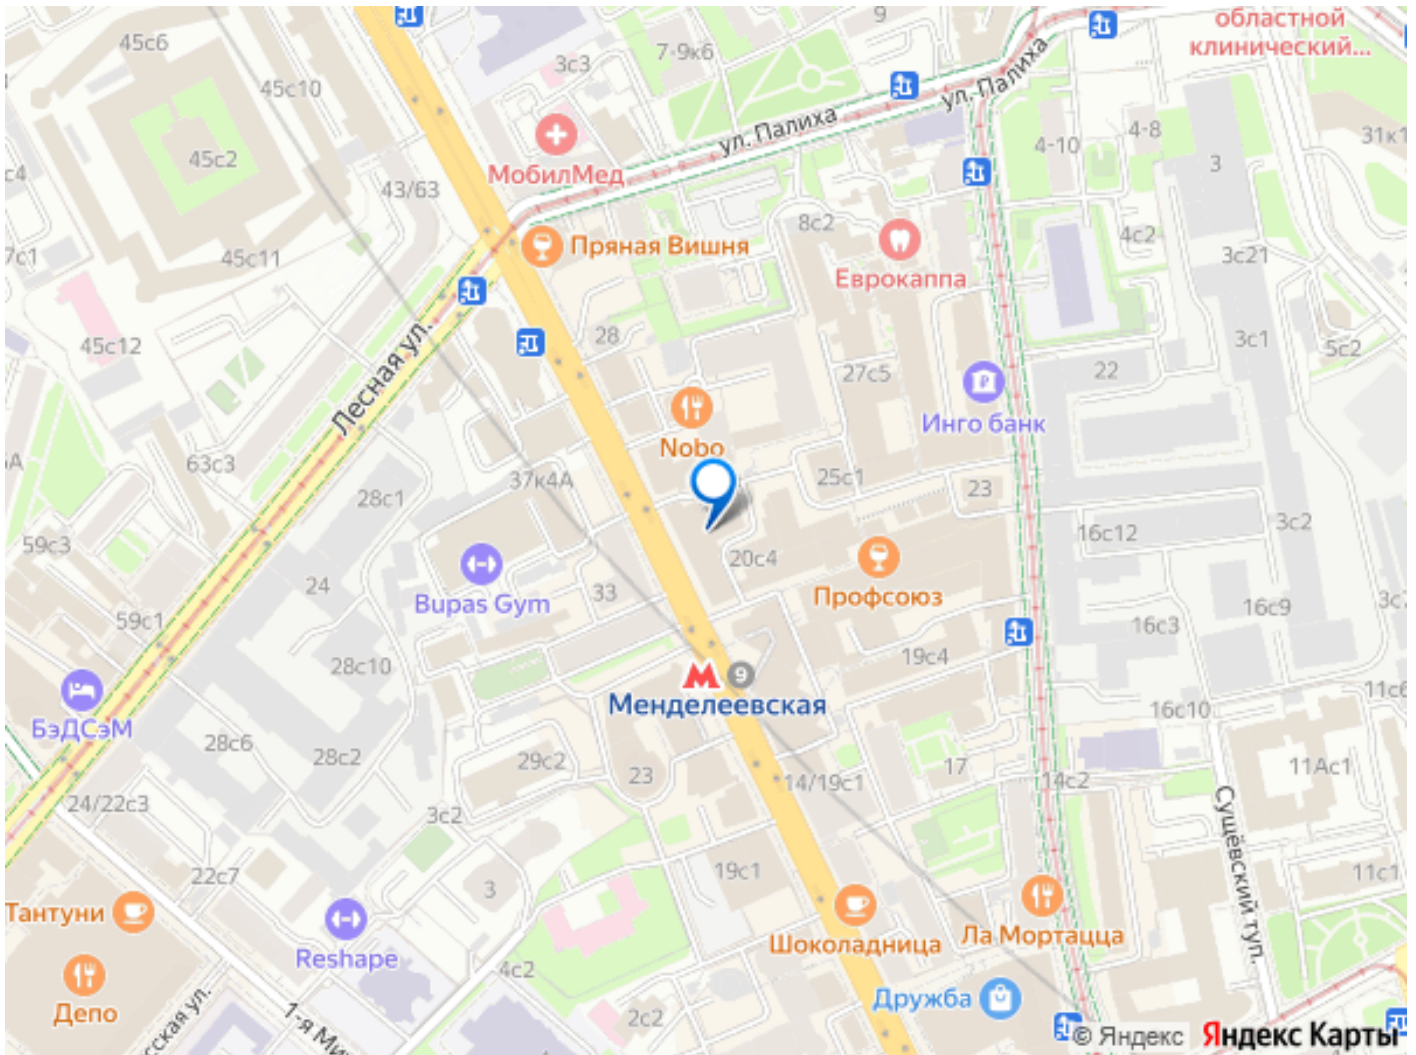 45с6
9
областной
клинический...
7-9к6
3с3
45с10
ул. Палиха
ул. Палиха
4-8
31к1
4-10
45с2
МобилМед
3
с4
43/63
8с2
4с2
Пряная Вишня
7с1
45с11
Еврокаппа
3с21
45с12
28
3с1
5с2
Лесная ул.
27с5
22
Nobo
Инго банк
63с3
37к4А
25с1
23
28с1
3с2
59с3
16с12
20с4
24
Bupas Gym
33
Профсоюз
59с1
16с9
16с3
28с10
19с4
9
Менделеевская
11с6
БэДСэМ
16с10
28с6
28с2
29с2
23
14/19с1
17
14с2
11Ас1
24/22с3
3с2
Сущёвский туп.
22с7
3
19с1
11с1
Тантуни
Шоколадница
Ла Мортацца
Reshape
4с2
Депо
Дружба
2с2
© Яндекс
Яндекс Карты